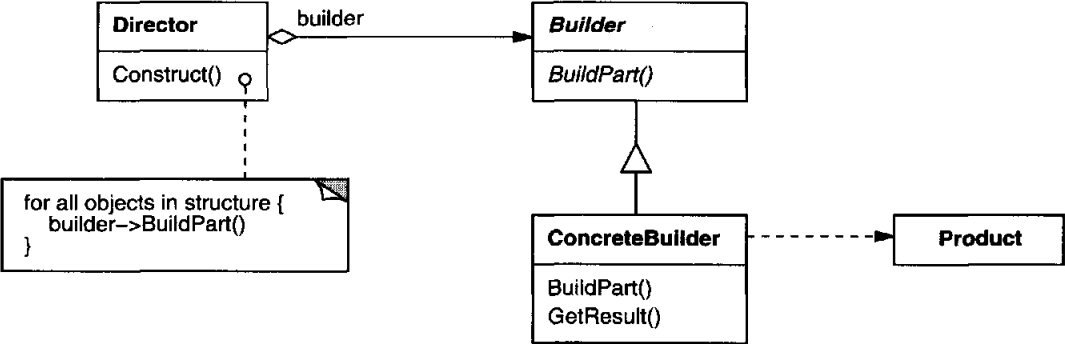 Director
builder
Builder
Construct()
BuildPart()
for all objects in structure {
builder–>BuildPart()
}
ConcreteBuilder
Product
BuildPart()
GetResult()